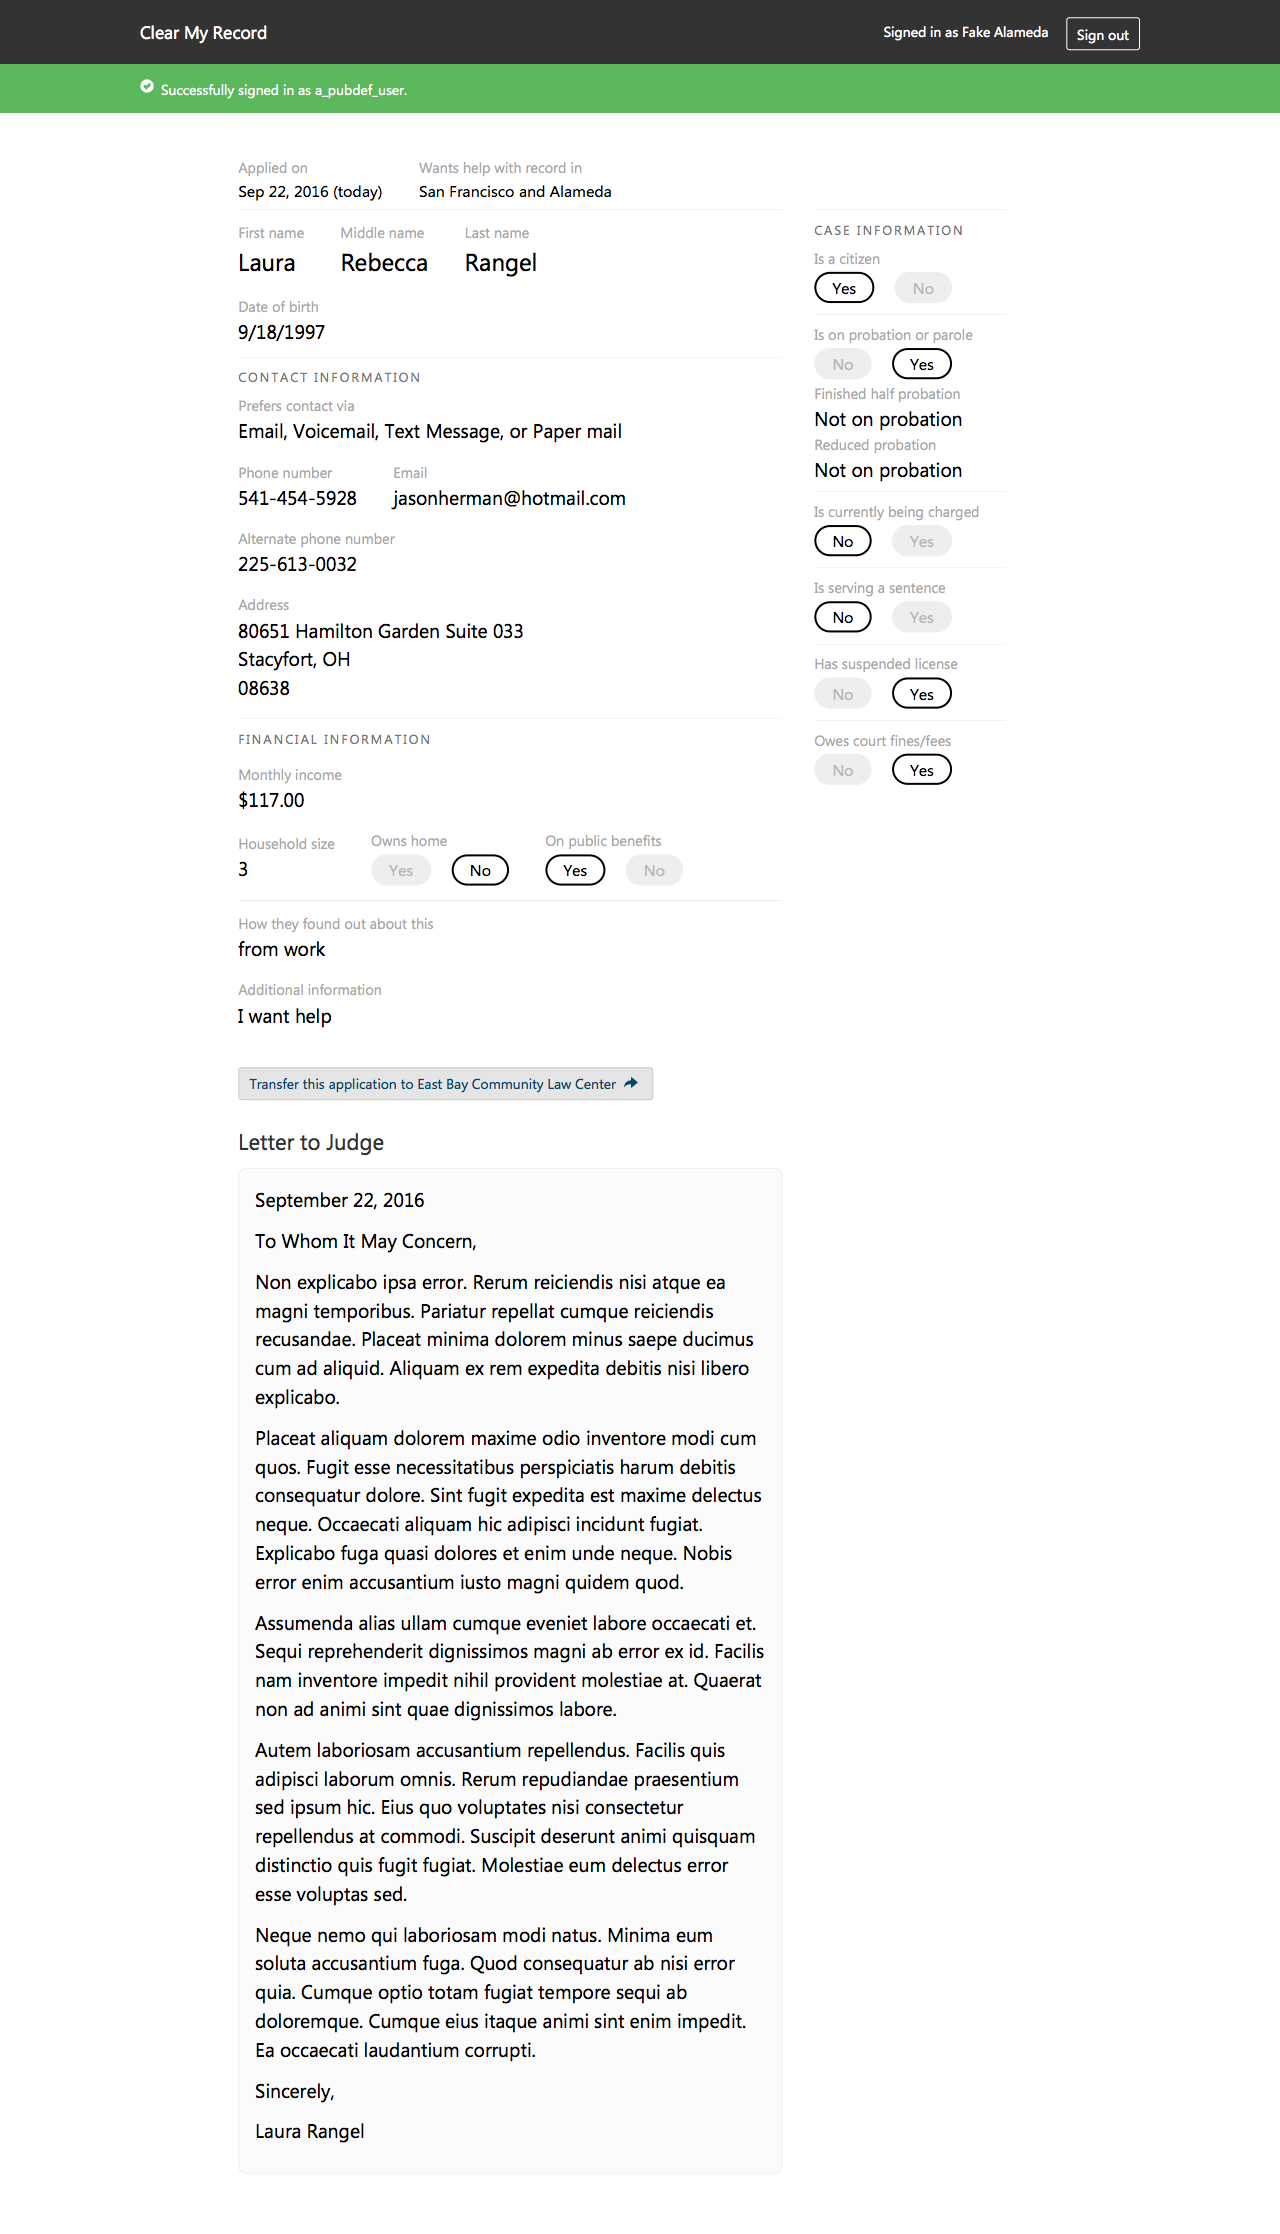 Clear My Record
Signed in as Fake Alameda
Sign out
Successfully signed in as a_pubdef_user.
Applied on
Sep 22, 2016 (today)
Wants help with record in
San Francisco and Alameda
First name
Laura
Middle name
Rebecca
Last name
Rangel
Date of birth
9/18/1997
CONTACT INFORMATION
Prefers contact via
Email, Voicemail, Text Message, or Paper mail
Phone number
541-454-5928
Email
jasonherman@hotmail.com
Alternate phone number
225-613-0032
Address
80651 Hamilton Garden Suite 033
Stacyfort, OH
08638
FINANCIAL INFORMATION
Monthly income
$117.00
Household size
3
Owns home
Yes No
On public benefits
Yes No
How they found out about this
from work
Additional information
I want help
Transfer this application to East Bay Community Law Center
CASE INFORMATION
Is a citizen
Yes No
Is on probation or parole
No Yes
Finished half probation
Not on probation
Reduced probation
Not on probation
Is currently being charged
No Yes
Is serving a sentence
No Yes
Has suspended license
No Yes
Owes court fines/fees
No Yes
Letter to Judge
September 22, 2016
To Whom It May Concern,
Non explicabo ipsa error. Rerum reiciendis nisi atque ea
magni temporibus. Pariatur repellat cumque reiciendis
recusandae. Placeat minima dolorem minus saepe ducimus
cum ad aliquid. Aliquam ex rem expedita debitis nisi libero
explicabo.
Placeat aliquam dolorem maxime odio inventore modi cum
quos. Fugit esse necessitatibus perspiciatis harum debitis
consequatur dolore. Sint fugit expedita est maxime delectus
neque. Occaecati aliquam hic adipisci incidunt fugiat.
Explicabo fuga quasi dolores et enim unde neque. Nobis
error enim accusantium iusto magni quidem quod.
Assumenda alias ullam cumque eveniet labore occaecati et.
Sequi reprehenderit dignissimos magni ab error ex id. Facilis
nam inventore impedit nihil provident molestiae at. Quaerat
non ad animi sint quae dignissimos labore.
Autem laboriosam accusantium repellendus. Facilis quis
adipisci laborum omnis. Rerum repudiandae praesentium
sed ipsum hic. Eius quo voluptates nisi consectetur
repellendus at commodi. Suscipit deserunt animi quisquam
distinctio quis fugit fugiat. Molestiae eum delectus error
esse voluptas sed.
Neque nemo qui laboriosam modi natus. Minima eum
soluta accusantium fuga. Quod consequatur ab nisi error
quia. Cumque optio totam fugiat tempore sequi ab
doloremque. Cumque eius itaque animi sint enim impedit.
Ea occaecati laudantium corrupti.
Sincerely,
Laura Rangel